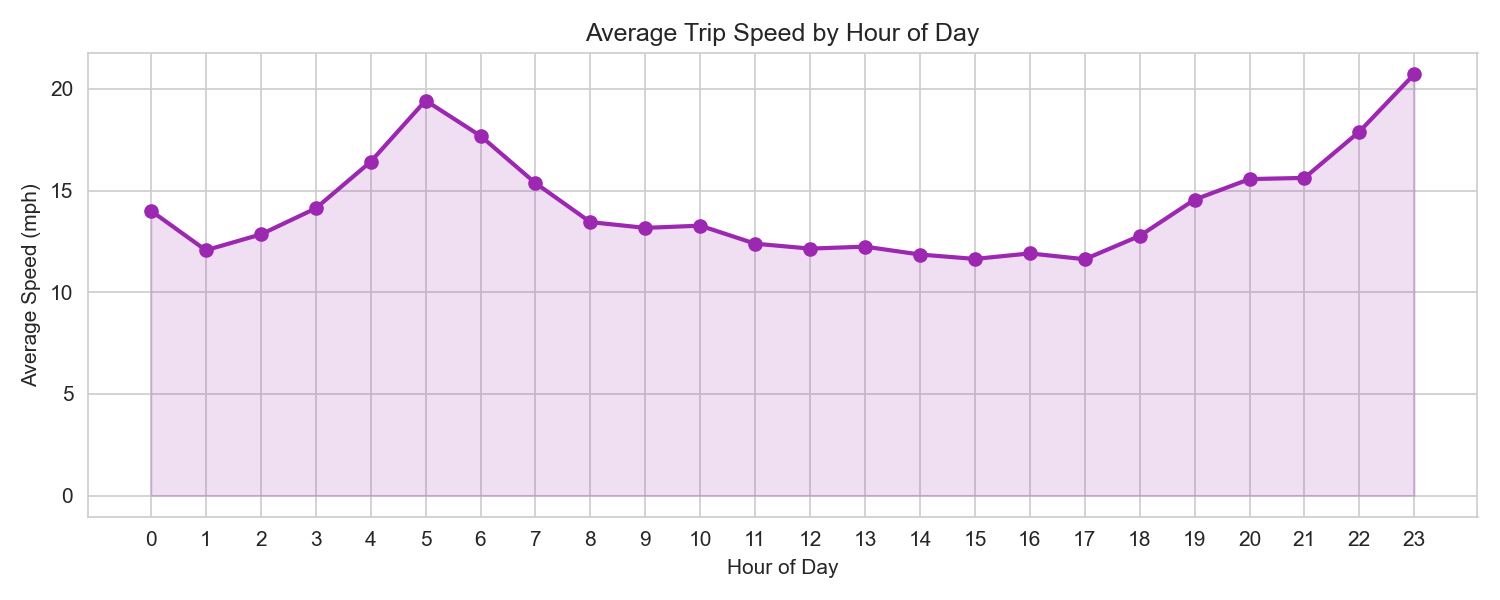 Average Trip Speed by Hour of Day
Average Speed (mph)
20
15
10
5
0
0 1 2 3 4 5 6 7 8 9 10 11 12 13 14 15 16 17 18 19 20 21 22 23
Hour of Day